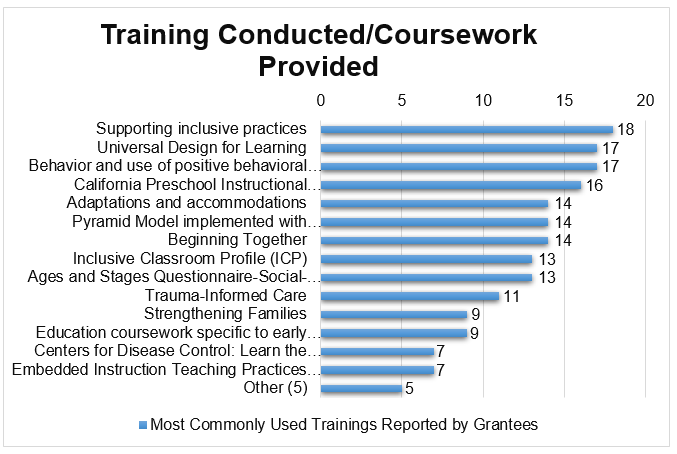 Training Conducted/Coursework
Provided
0 5 10 15 20
Supporting inclusive practices 18
Universal Design for Learning 17
Behavior and use of positive behavioral… 17
California Preschool Instructional… 16
Adaptations and accommodations 14
Pyramid Model implemented with… 14
Beginning Together 14
Inclusive Classroom Profile (ICP) 13
Ages and Stages Questionnaire-Social-… 13
Trauma-Informed Care 11
Strengthening Families 9
Education coursework specific to early… 9
Centers for Disease Control: Learn the… 7
Embedded Instruction Teaching Practices… 7
Other (5) 5
Most Commonly Used Trainings Reported by Grantees